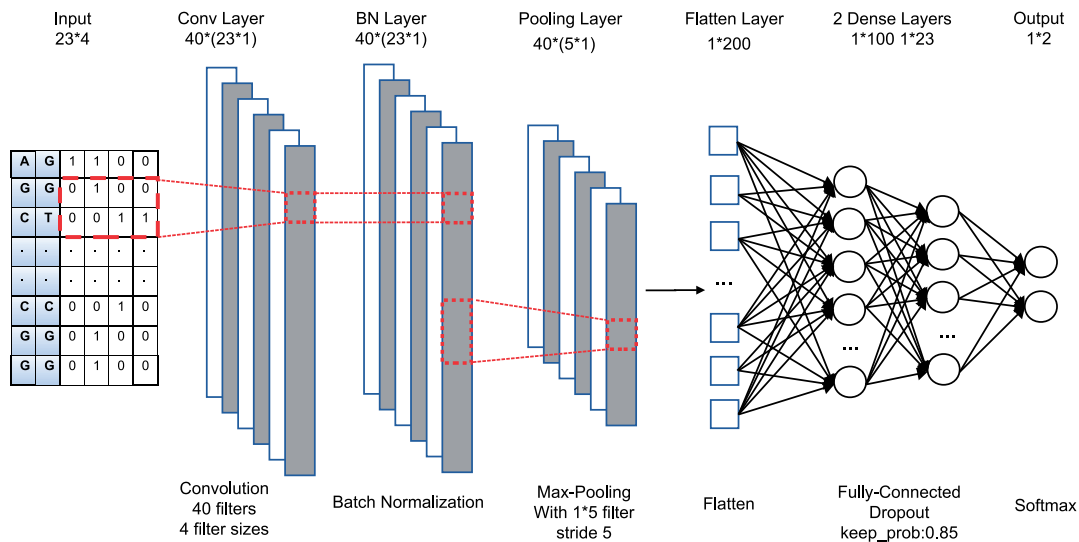 Input
23*4
Conv Layer
40*(23*1)
BN Layer
40*(23*1)
Pooling Layer
40*(5*1)
Flatten Layer
1*200
2 Dense Layers
1*100 1*23
Output
1*2
A G 1 1 0 0
G G 0 1 0 0
C T 0 0 1 1
. . . . . .
. . . . . .
C C 0 0 1 0
G G 0 1 0 0
G G 0 1 0 0
...
...
...
Convolution
40 filters
4 filter sizes
Batch Normalization
Max-Pooling
With 1*5 filter
stride 5
Flatten
Fully-Connected
Dropout
keep_prob:0.85
Softmax